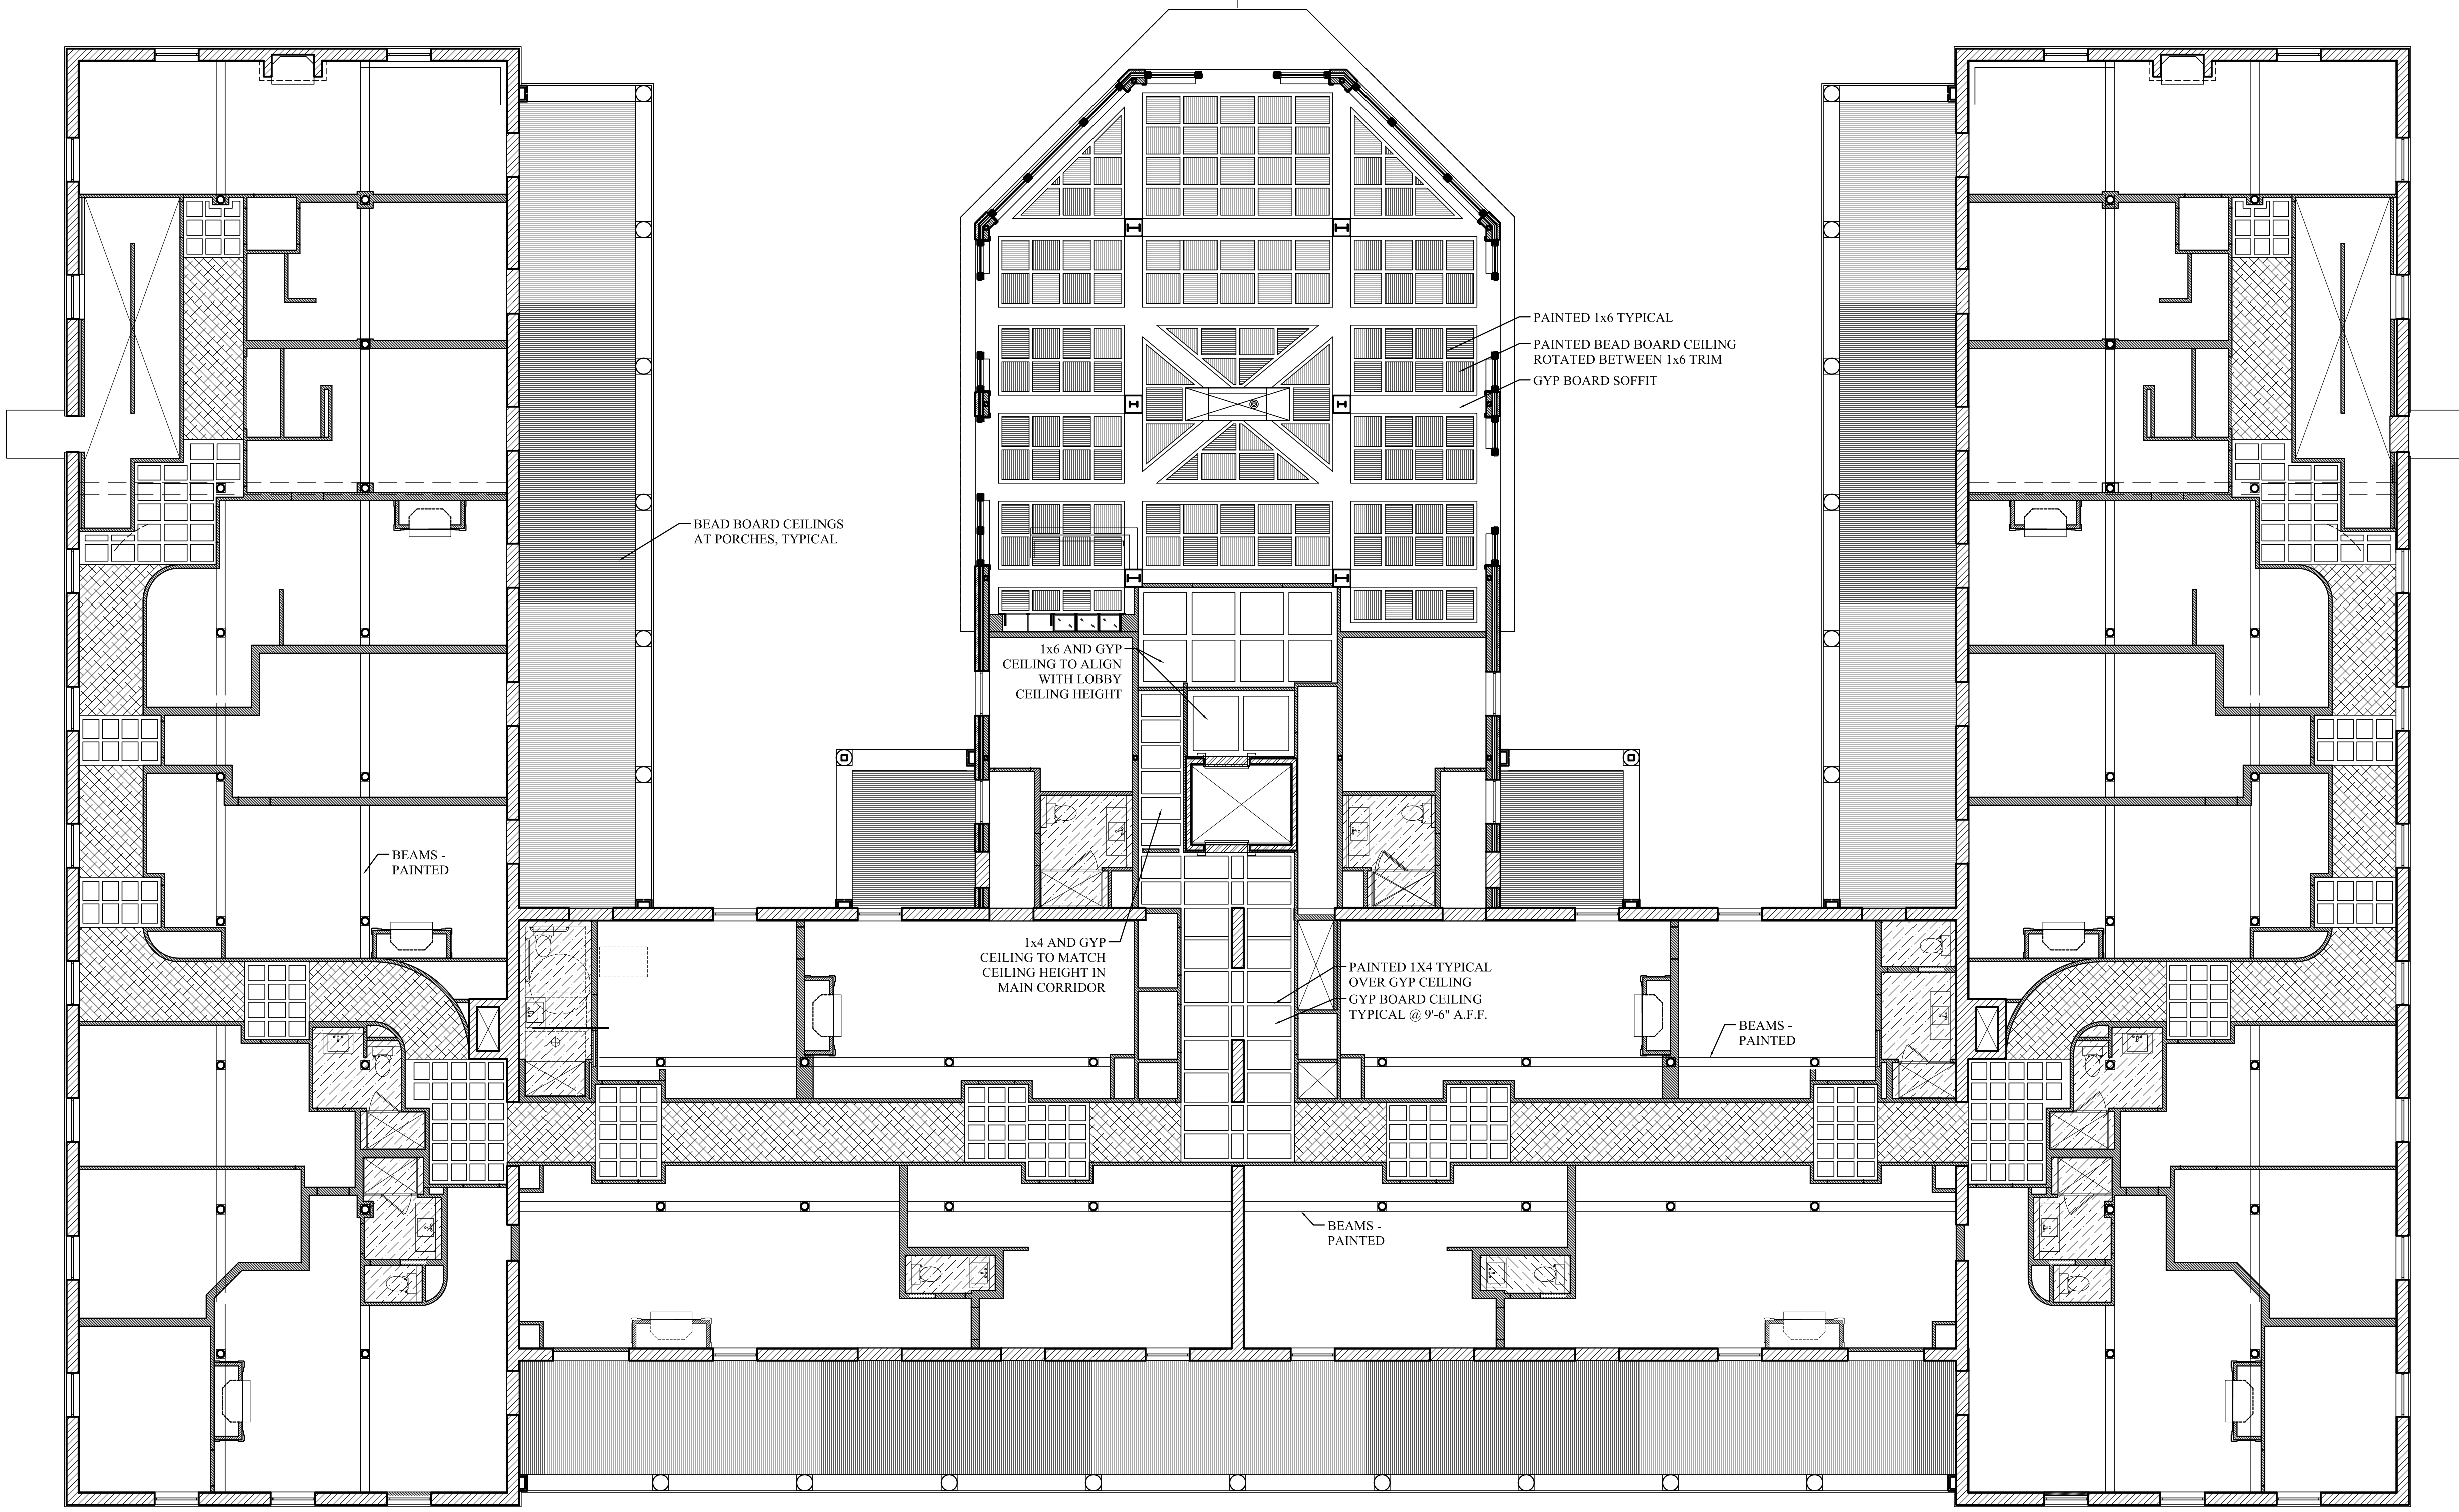 PAINTED 1x6 TYPICAL
PAINTED BEAD BOARD CEILING
ROTATED BETWEEN 1x6 TRIM
GYP BOARD SOFFIT
BEAD BOARD CEILINGS
AT PORCHES, TYPICAL
1x6 AND GYP
CEILING TO ALIGN
WITH LOBBY
CEILING HEIGHT
BEAMS -
PAINTED
1x4 AND GYP
CEILING TO MATCH
CEILING HEIGHT IN
MAIN CORRIDOR
PAINTED 1X4 TYPICAL
OVER GYP CEILING
GYP BOARD CEILING
TYPICAL @ 9'-6" A.F.F.
BEAMS -
PAINTED
BEAMS -
PAINTED